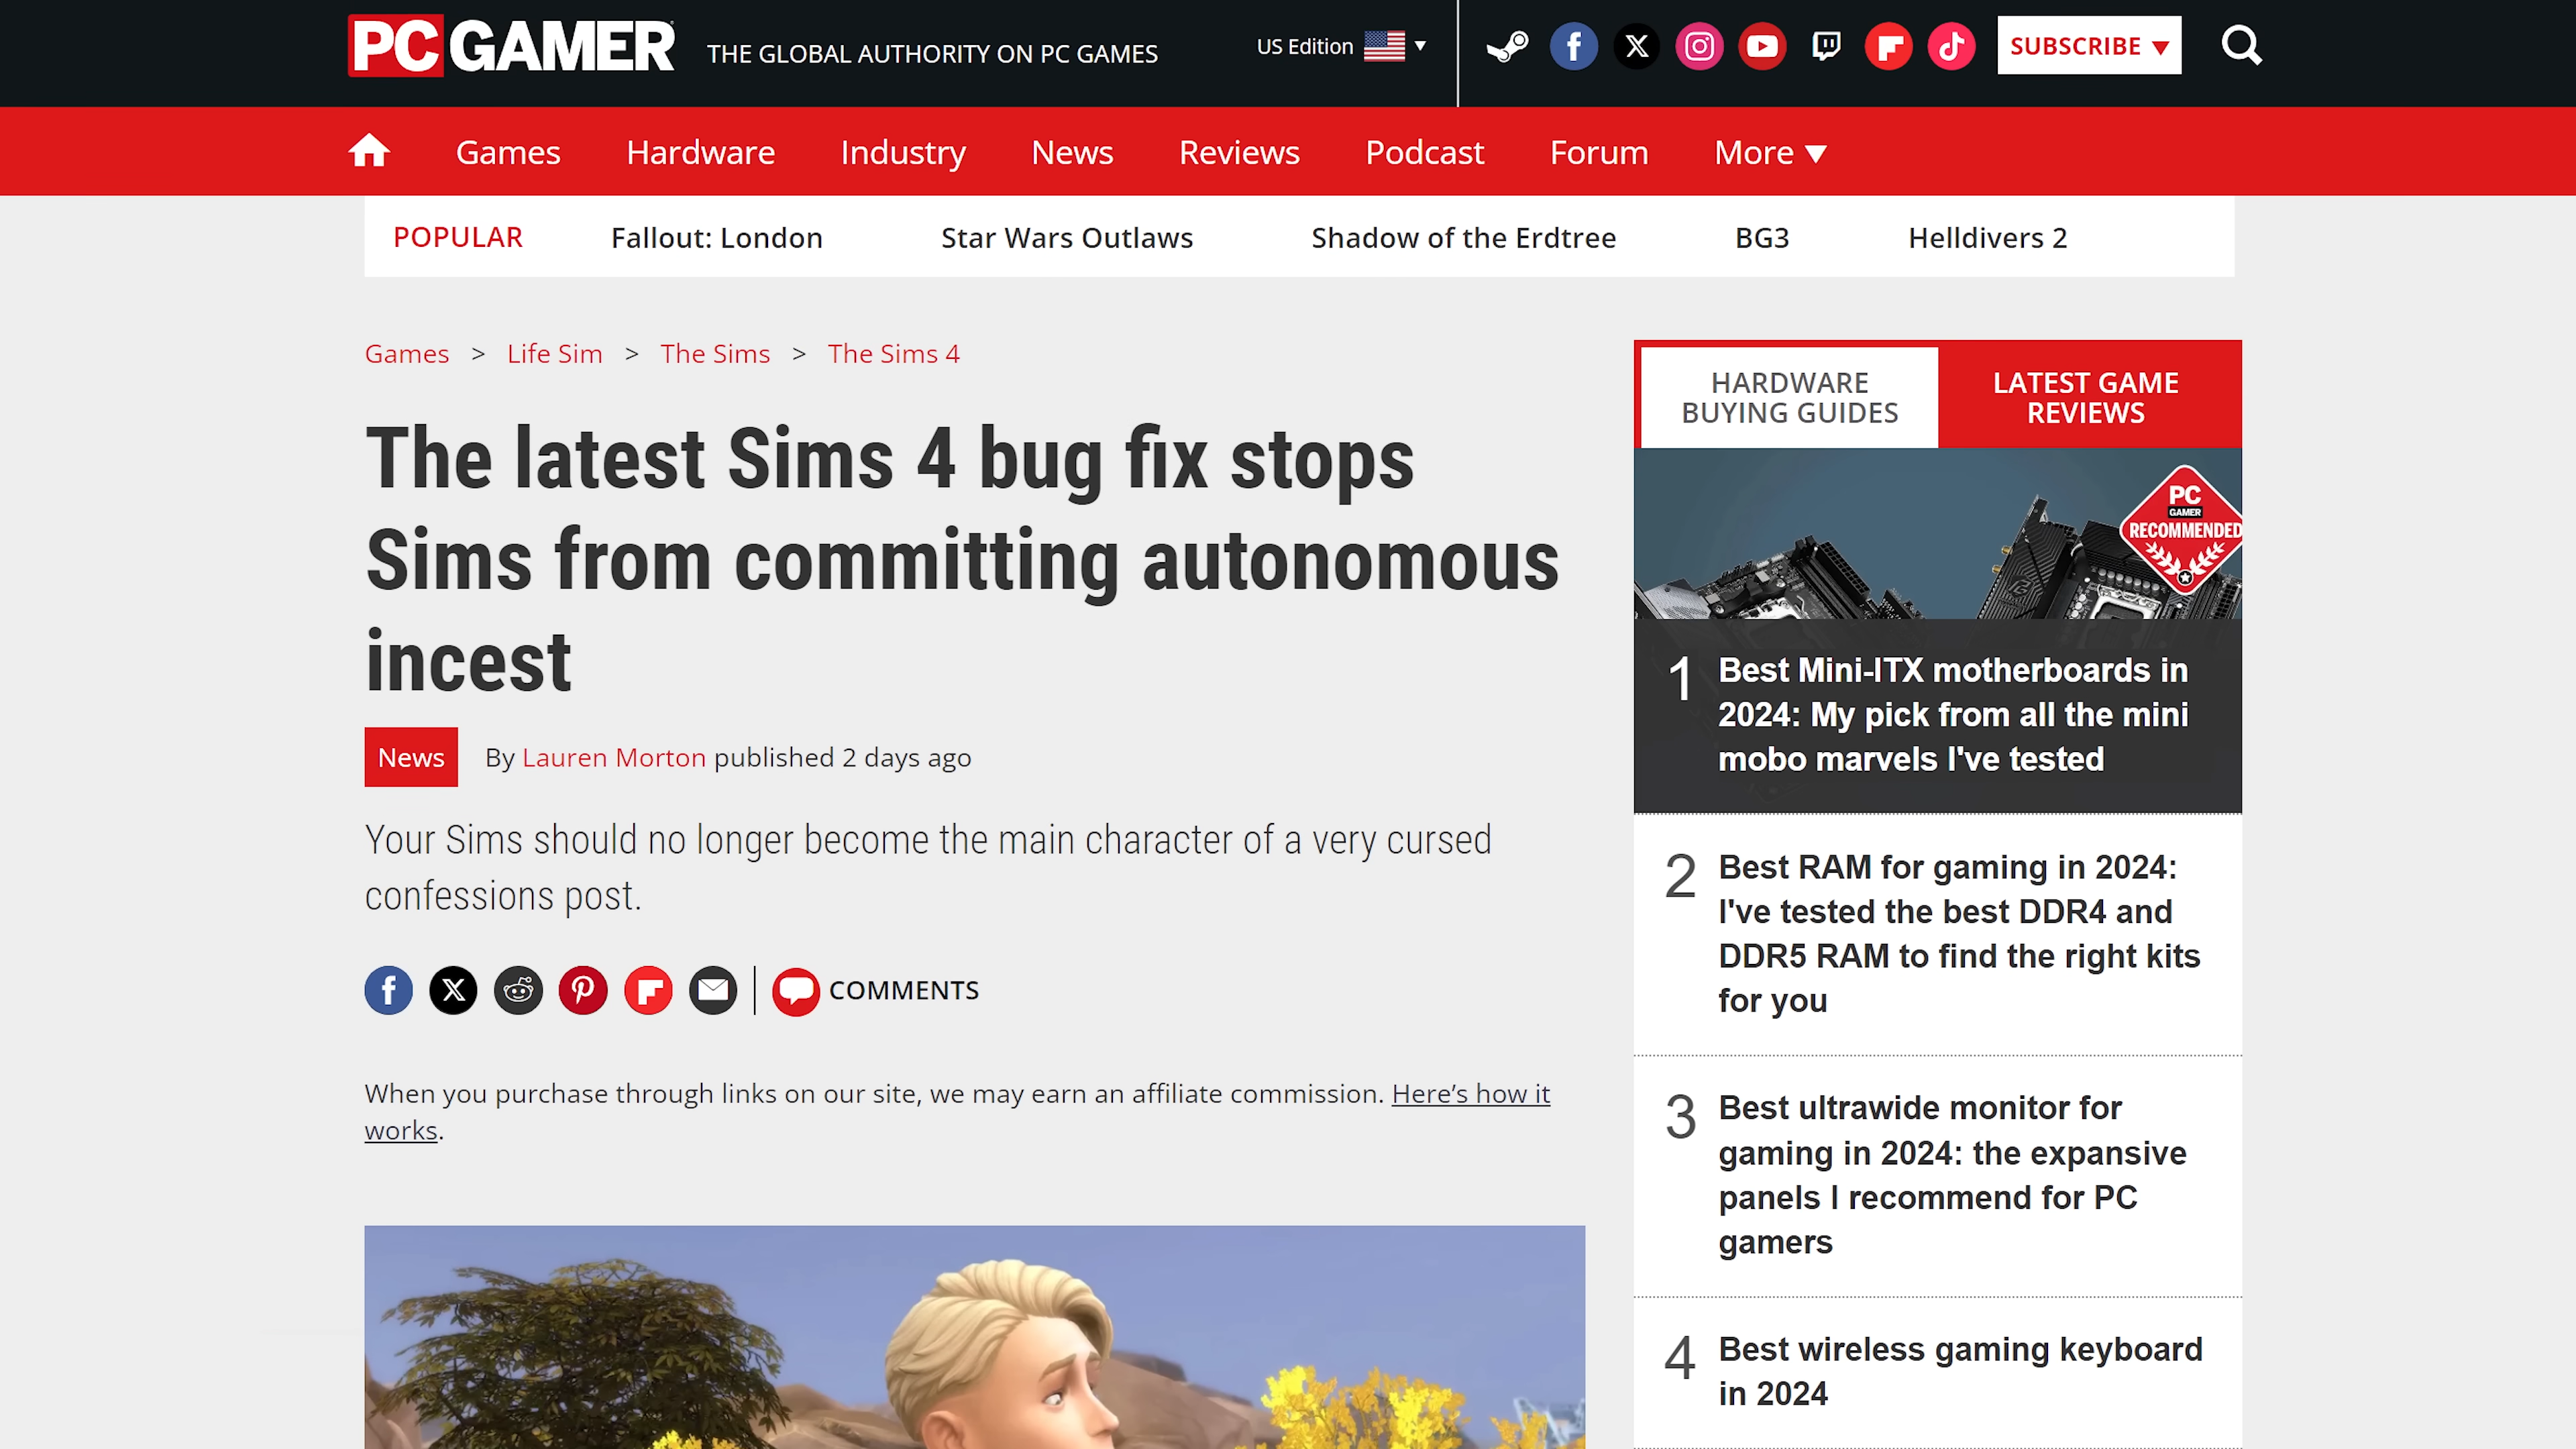 PC GAMER
THE GLOBAL AUTHORITY ON PC GAMES
US Edition
SUBSCRIBE
Games Hardware Industry News Reviews Podcast Forum More
POPULAR Fallout: London Star Wars Outlaws Shadow of the Erdtree BG3 Helldivers 2
Games > Life Sim > The Sims > The Sims 4
The latest Sims 4 bug fix stops
Sims from committing autonomous
incest
News By Lauren Morton published 2 days ago
Your Sims should no longer become the main character of a very cursed
confessions post.
COMMENTS
When you purchase through links on our site, we may earn an affiliate commission. Here’s how it
works.
HARDWARE
BUYING GUIDES
LATEST GAME
REVIEWS
PC
GAMER
RECOMMENDED
1 Best Mini-ITX motherboards in
2024: My pick from all the mini
mobo marvels I've tested
2 Best RAM for gaming in 2024:
I've tested the best DDR4 and
DDR5 RAM to find the right kits
for you
3 Best ultrawide monitor for
gaming in 2024: the expansive
panels I recommend for PC
gamers
4 Best wireless gaming keyboard
in 2024